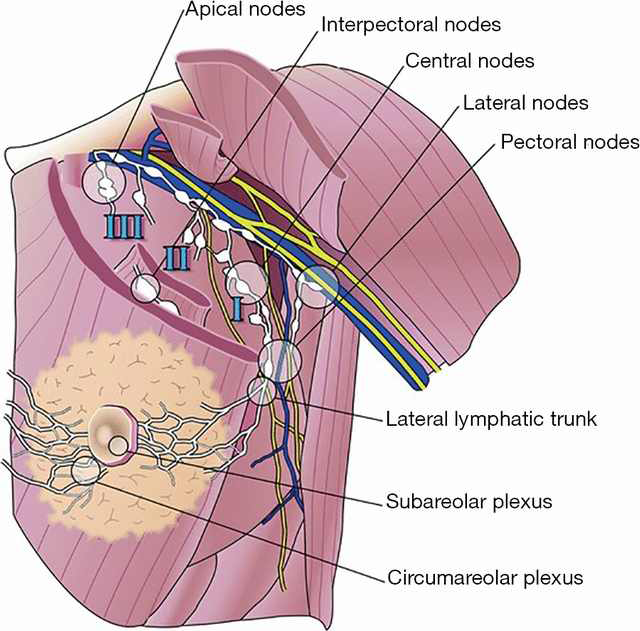 Apical nodes
Interpectoral nodes
Central nodes
Lateral nodes
Pectoral nodes
III
II
I
Lateral lymphatic trunk
Subareolar plexus
Circumareolar plexus